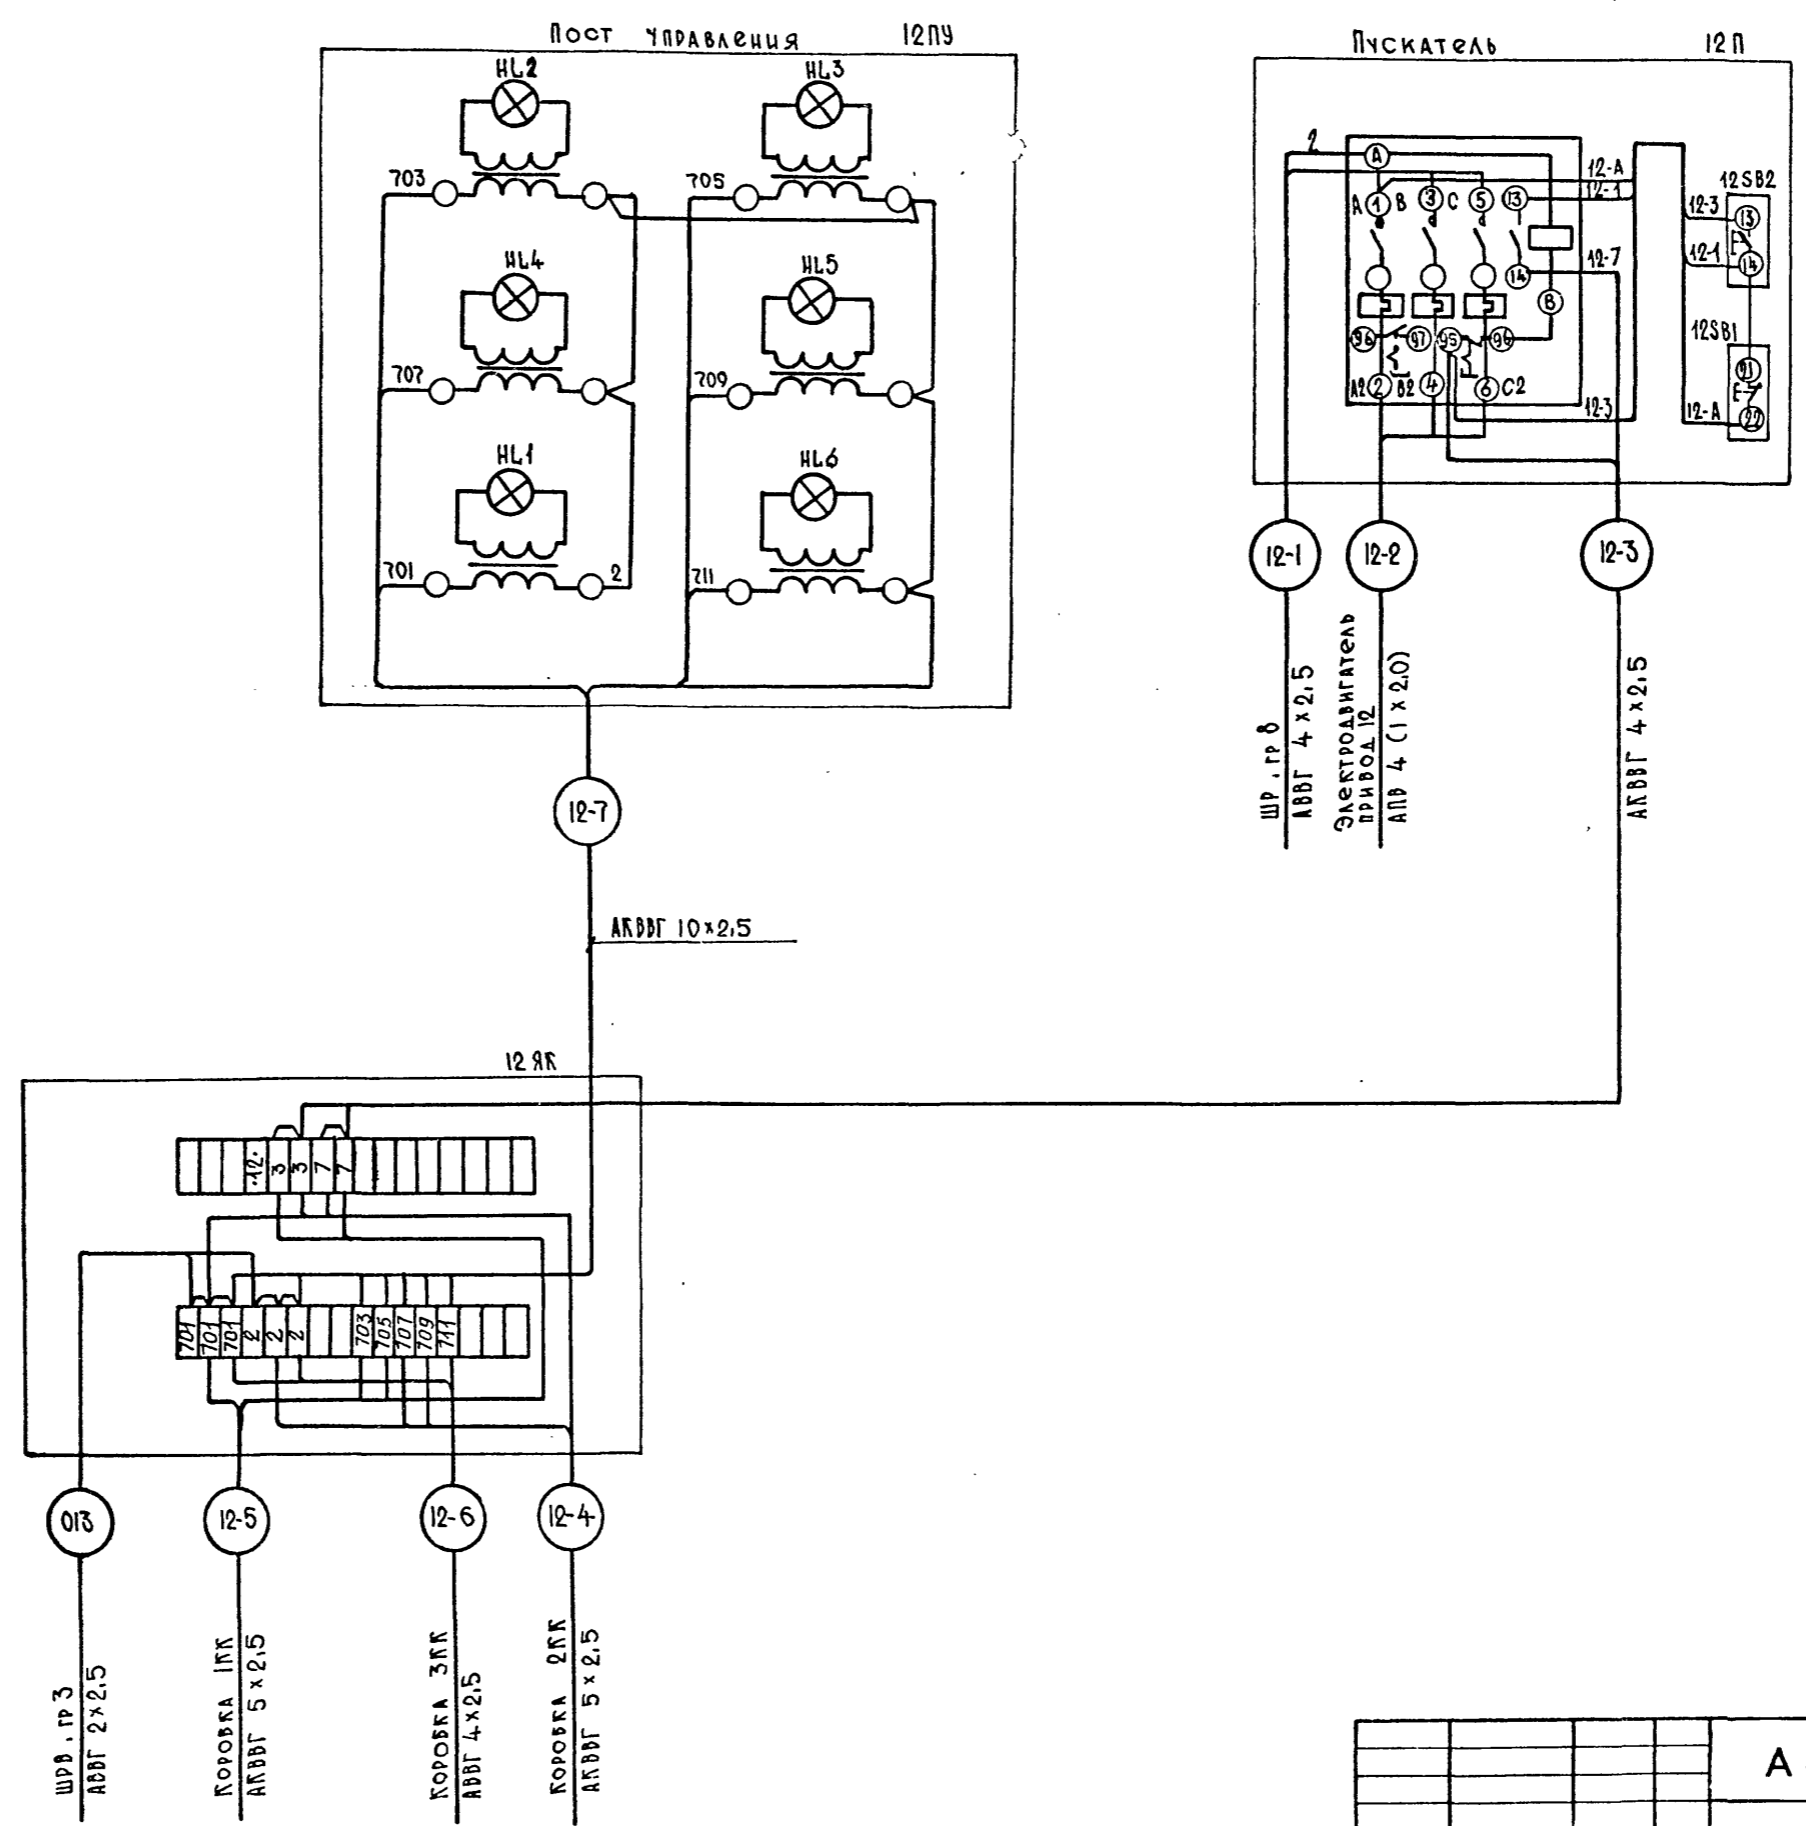 Пост управления 12ПУ
HL2
HL3
703
705
HL4
HL5
707
709
HL1
HL6
701
2
711
12-7
АКВВГ 10×2,5
Пускатель 12П
2
А
12-А
12-1
А 1 В 3 С 5 13
12-7
14
В
96 97 95 96
А2 2 В2 4 6 С2
12-3
12SB2
12-3 13
12-1 14
12SB1
21
12-А 22
12-1
12-2
12-3
ШР. гр 8
АВВГ 4×2,5
Электродвигатель
привод 12
АПВ 4 (1×2,0)
АКВВГ 4×2,5
12ЯК
.12. 3 3 7 7
701 701 701 2 2 2 703 705 707 709 711
013
12-5
12-6
12-4
ШРВ. гр 3
АВВГ 2×2,5
Коробка 1КК
АКВВГ 5×2,5
Коробка 3КК
АВВГ 4×2,5
Коробка 2КК
АКВВГ 5×2,5
А